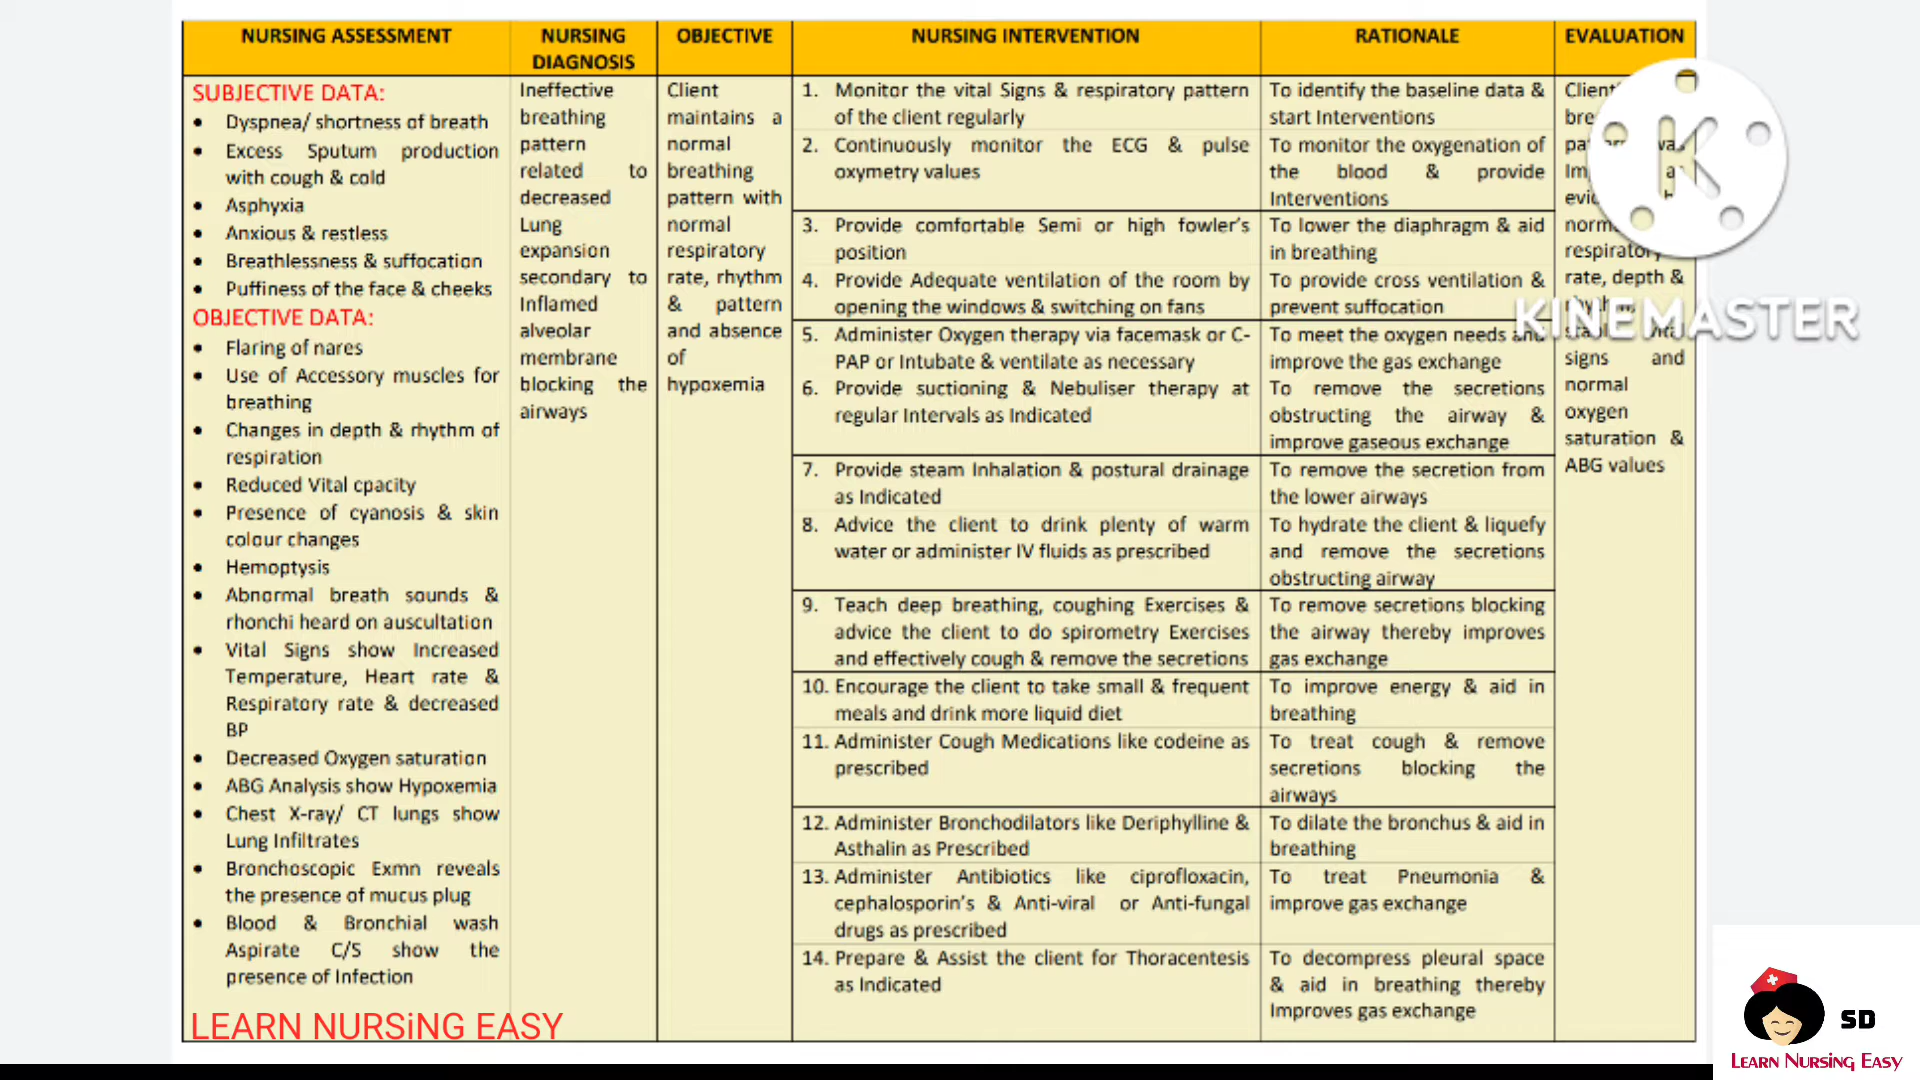 NURSING ASSESSMENT
NURSING
DIAGNOSIS
OBJECTIVE
NURSING INTERVENTION
RATIONALE
EVALUATION
SUBJECTIVE DATA:
• Dyspnea/ shortness of breath
• Excess Sputum production
with cough & cold
• Asphyxia
• Anxious & restless
• Breathlessness & suffocation
• Puffiness of the face & cheeks
OBJECTIVE DATA:
• Flaring of nares
• Use of Accessory muscles for
breathing
• Changes in depth & rhythm of
respiration
• Reduced Vital cpacity
• Presence of cyanosis & skin
colour changes
• Hemoptysis
• Abnormal breath sounds &
rhonchi heard on auscultation
• Vital Signs show Increased
Temperature, Heart rate &
Respiratory rate & decreased
BP
• Decreased Oxygen saturation
• ABG Analysis show Hypoxemia
• Chest X-ray/ CT lungs show
Lung Infiltrates
• Bronchoscopic Exmn reveals
the presence of mucus plug
• Blood & Bronchial wash
Aspirate C/S show the
presence of Infection
LEARN NURSiNG EASY
Ineffective
breathing
pattern
related to
decreased
Lung
expansion
secondary to
Inflamed
alveolar
membrane
blocking the
airways
Client
maintains a
normal
breathing
pattern with
normal
respiratory
rate, rhythm
& pattern
and absence
of
hypoxemia
1. Monitor the vital Signs & respiratory pattern
of the client regularly
2. Continuously monitor the ECG & pulse
oxymetry values
3. Provide comfortable Semi or high fowler's
position
4. Provide Adequate ventilation of the room by
opening the windows & switching on fans
5. Administer Oxygen therapy via facemask or C-
PAP or Intubate & ventilate as necessary
6. Provide suctioning & Nebuliser therapy at
regular Intervals as Indicated
7. Provide steam Inhalation & postural drainage
as Indicated
8. Advice the client to drink plenty of warm
water or administer IV fluids as prescribed
9. Teach deep breathing, coughing Exercises &
advice the client to do spirometry Exercises
and effectively cough & remove the secretions
10. Encourage the client to take small & frequent
meals and drink more liquid diet
11. Administer Cough Medications like codeine as
prescribed
12. Administer Bronchodilators like Deriphylline &
Asthalin as Prescribed
13. Administer Antibiotics like ciprofloxacin,
cephalosporin's & Anti-viral or Anti-fungal
drugs as prescribed
14. Prepare & Assist the client for Thoracentesis
as Indicated
To identify the baseline data &
start Interventions
To monitor the oxygenation of
the blood & provide
Interventions
To lower the diaphragm & aid
in breathing
To provide cross ventilation &
prevent suffocation
To meet the oxygen needs and
improve the gas exchange
To remove the secretions
obstructing the airway &
improve gaseous exchange
To remove the secretion from
the lower airways
To hydrate the client & liquefy
and remove the secretions
obstructing airway
To remove secretions blocking
the airway thereby improves
gas exchange
To improve energy & aid in
breathing
To treat cough & remove
secretions blocking the
airways
To dilate the bronchus & aid in
breathing
To treat Pneumonia &
improve gas exchange
To decompress pleural space
& aid in breathing thereby
Improves gas exchange
respiratory
rate, depth &
signs and
normal
oxygen
saturation &
ABG values
K
KINEMASTER
SD
LEARN NURSING EASY